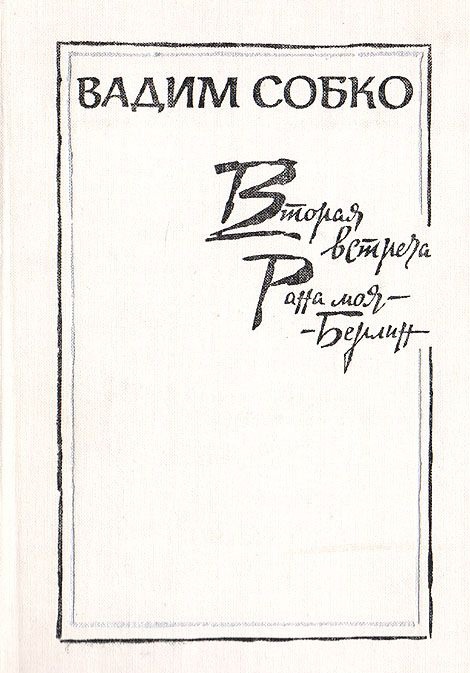 ВАДИМ СОБКО
Вторая
встреча
Рана моя—
—Берлин